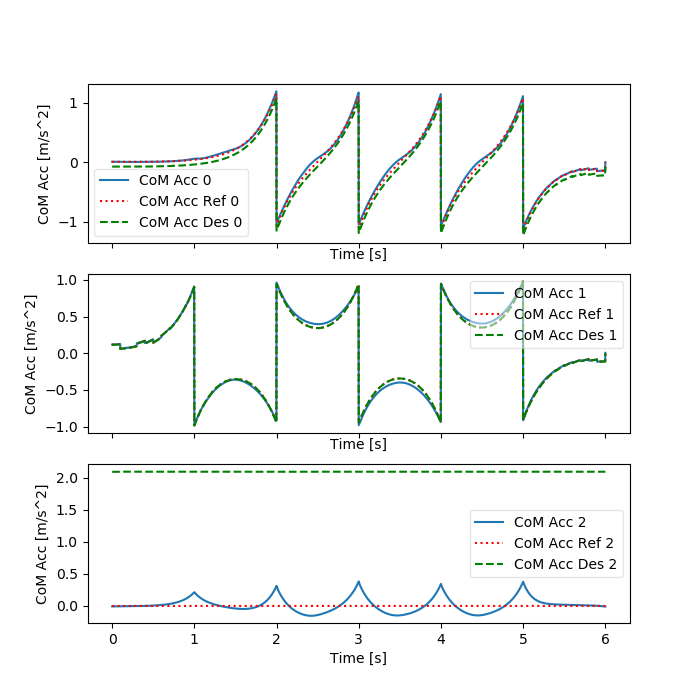 CoM Acc [m/s^2]
1
0
−1
CoM Acc 0
CoM Acc Ref 0
CoM Acc Des 0
Time [s]
CoM Acc [m/s^2]
1.0
0.5
0.0
−0.5
−1.0
CoM Acc 1
CoM Acc Ref 1
CoM Acc Des 1
Time [s]
CoM Acc [m/s^2]
2.0
1.5
1.0
0.5
0.0
CoM Acc 2
CoM Acc Ref 2
CoM Acc Des 2
0 1 2 3 4 5 6
Time [s]